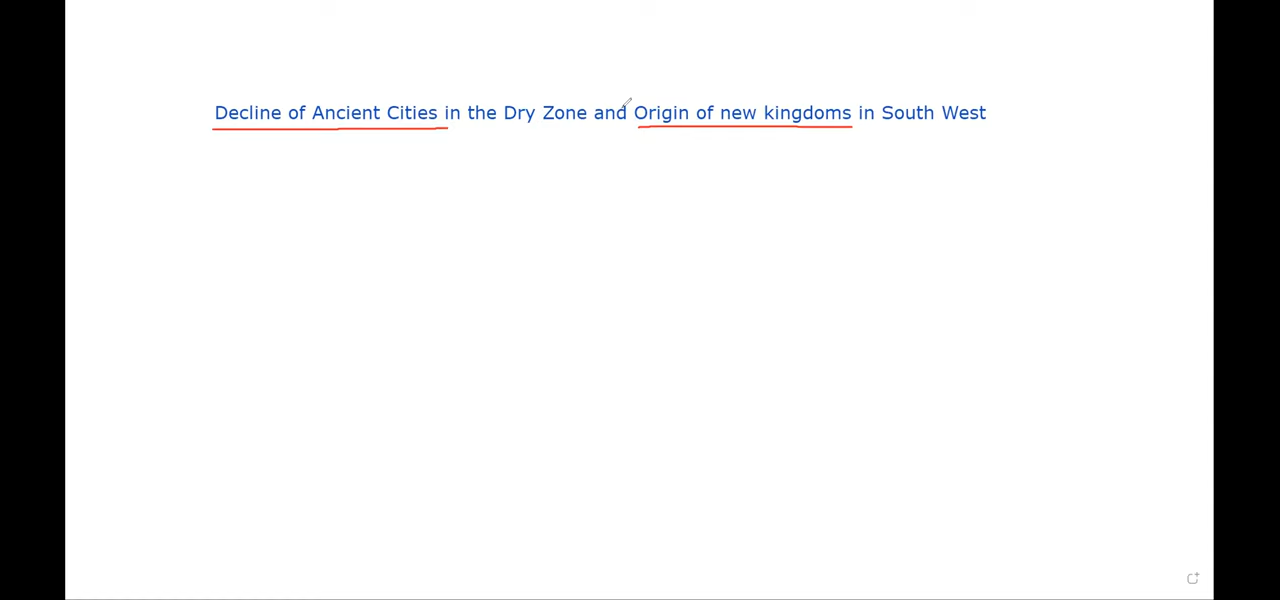 Decline of Ancient Cities in the Dry Zone and Origin of new kingdoms in South West